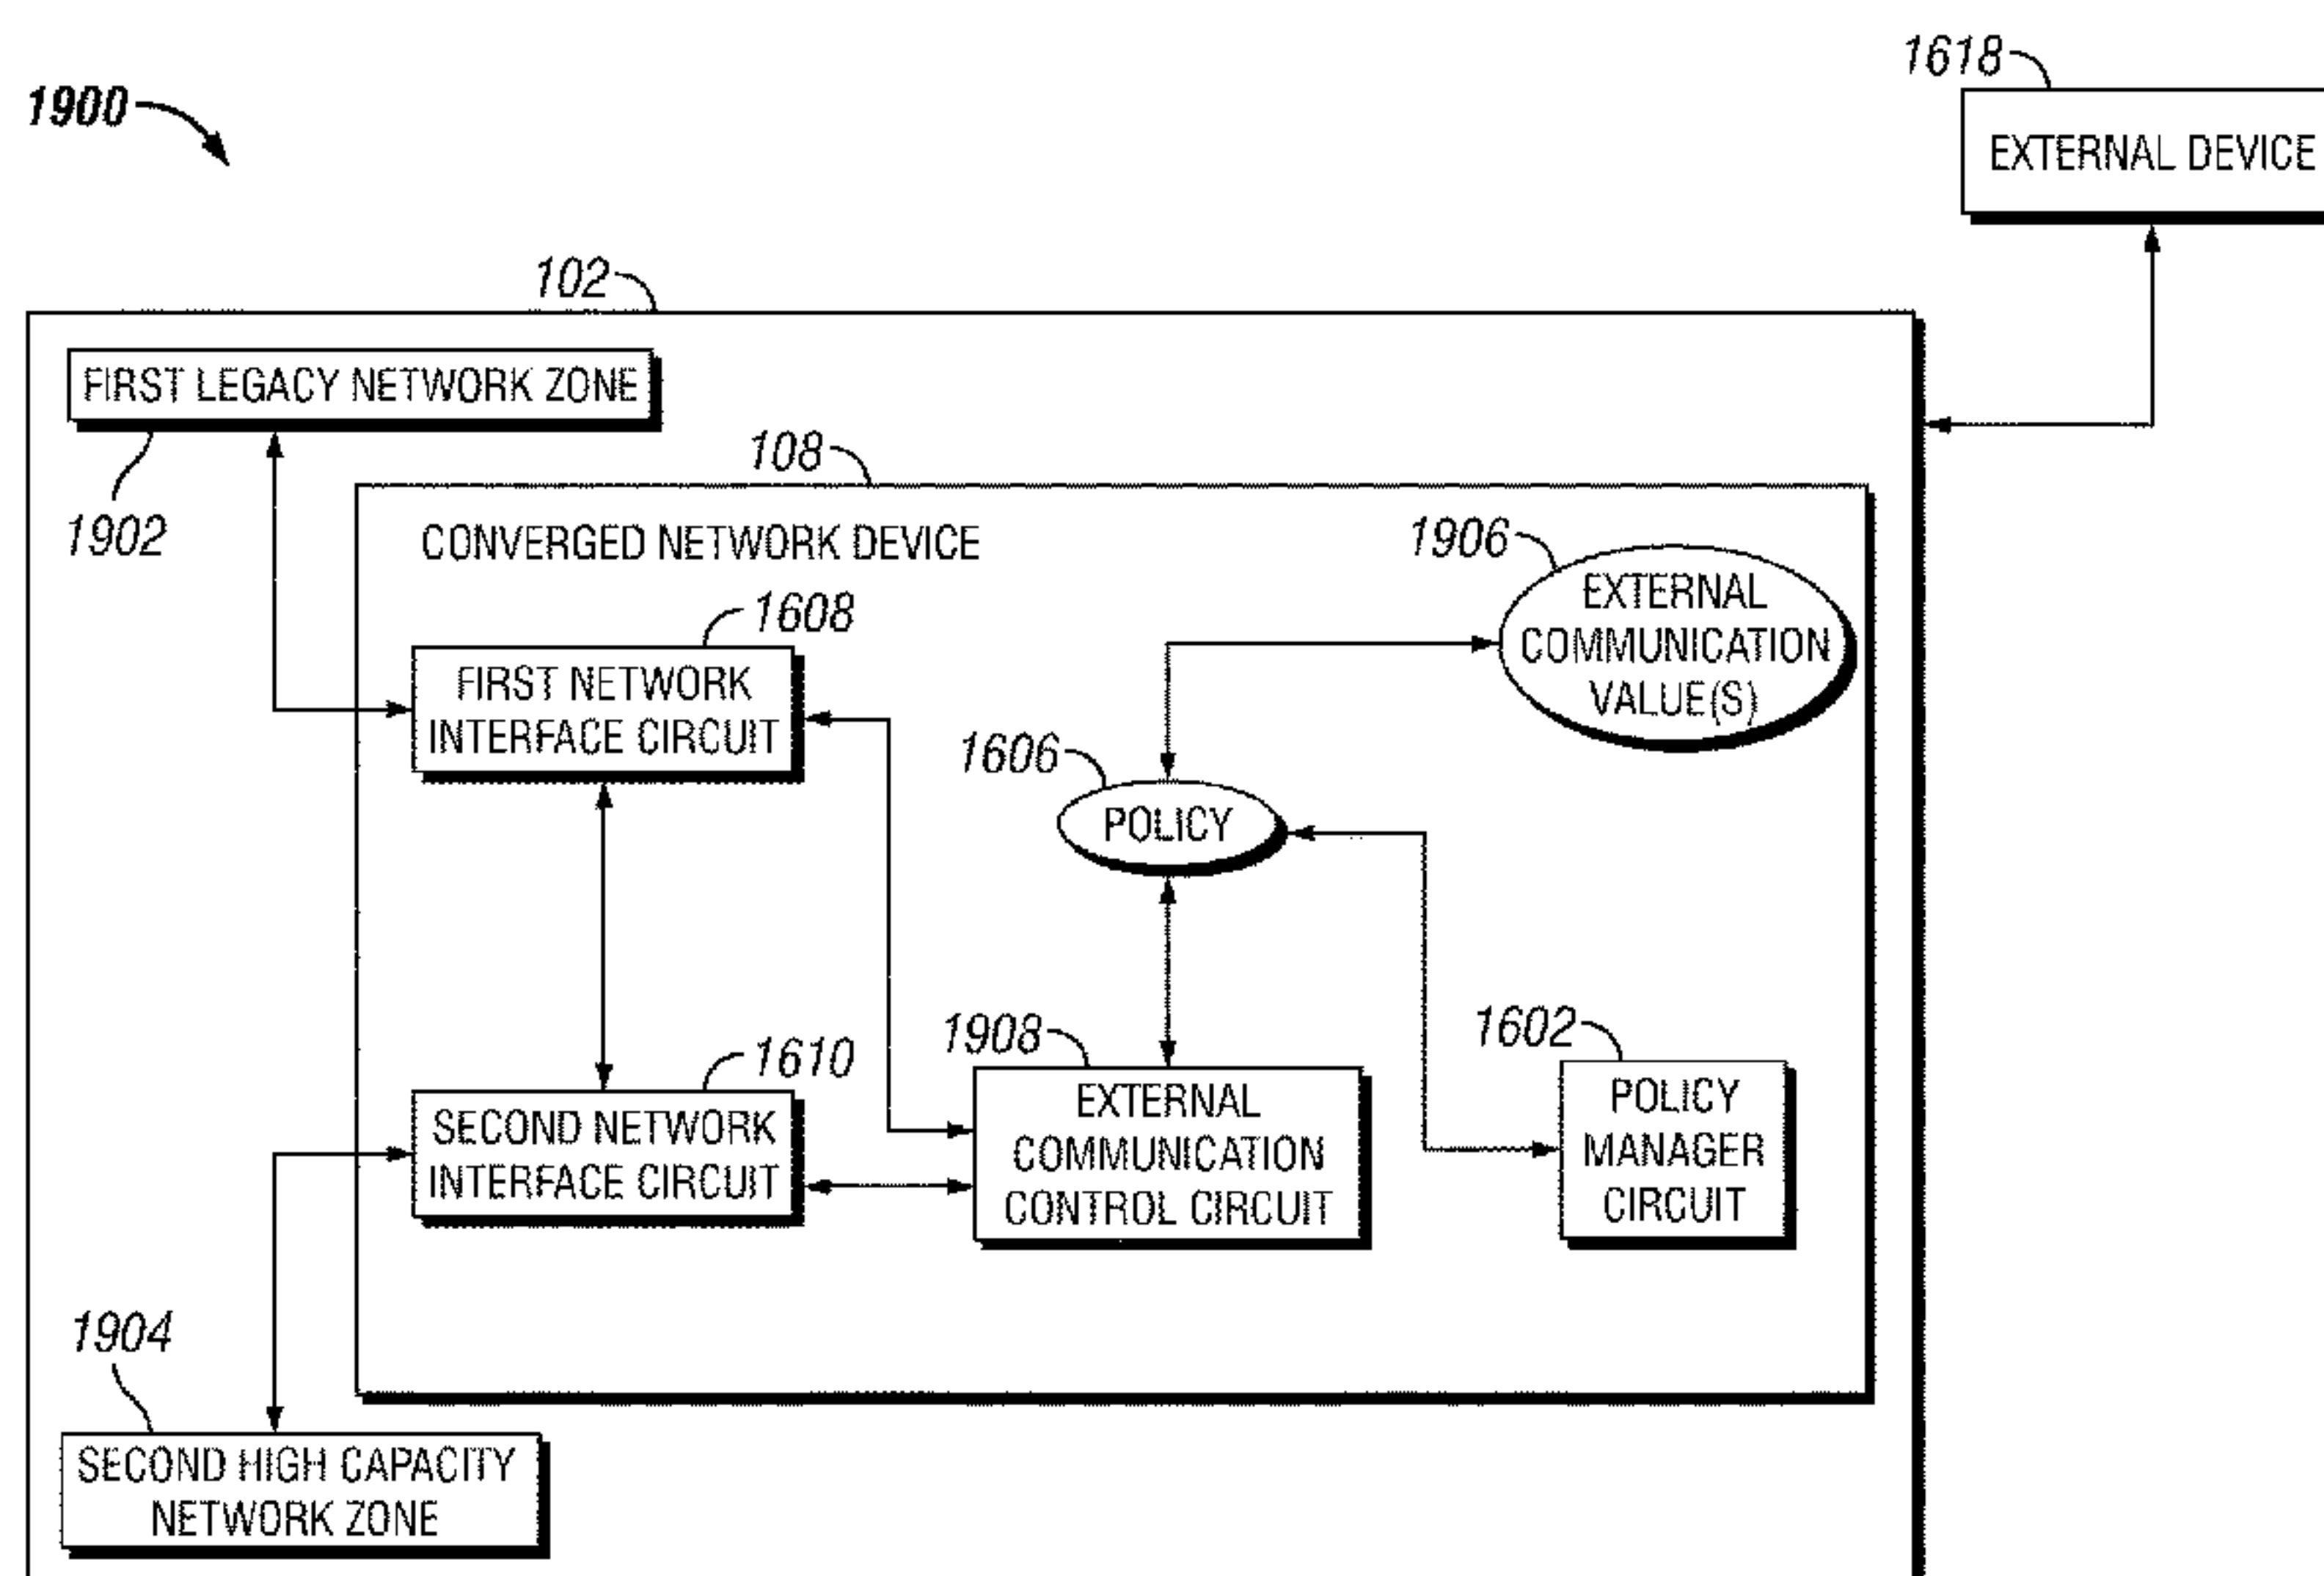 1618
1900
EXTERNAL DEVICE
102
FIRST LEGACY NETWORK ZONE
108
1902
CONVERGED NETWORK DEVICE
1906
EXTERNAL
COMMUNICATION
VALUE(S)
1608
FIRST NETWORK
INTERFACE CIRCUIT
1606
POLICY
1610
SECOND NETWORK
INTERFACE CIRCUIT
1908
EXTERNAL
COMMUNICATION
CONTROL CIRCUIT
1602
POLICY
MANAGER
CIRCUIT
1904
SECOND HIGH CAPACITY
NETWORK ZONE